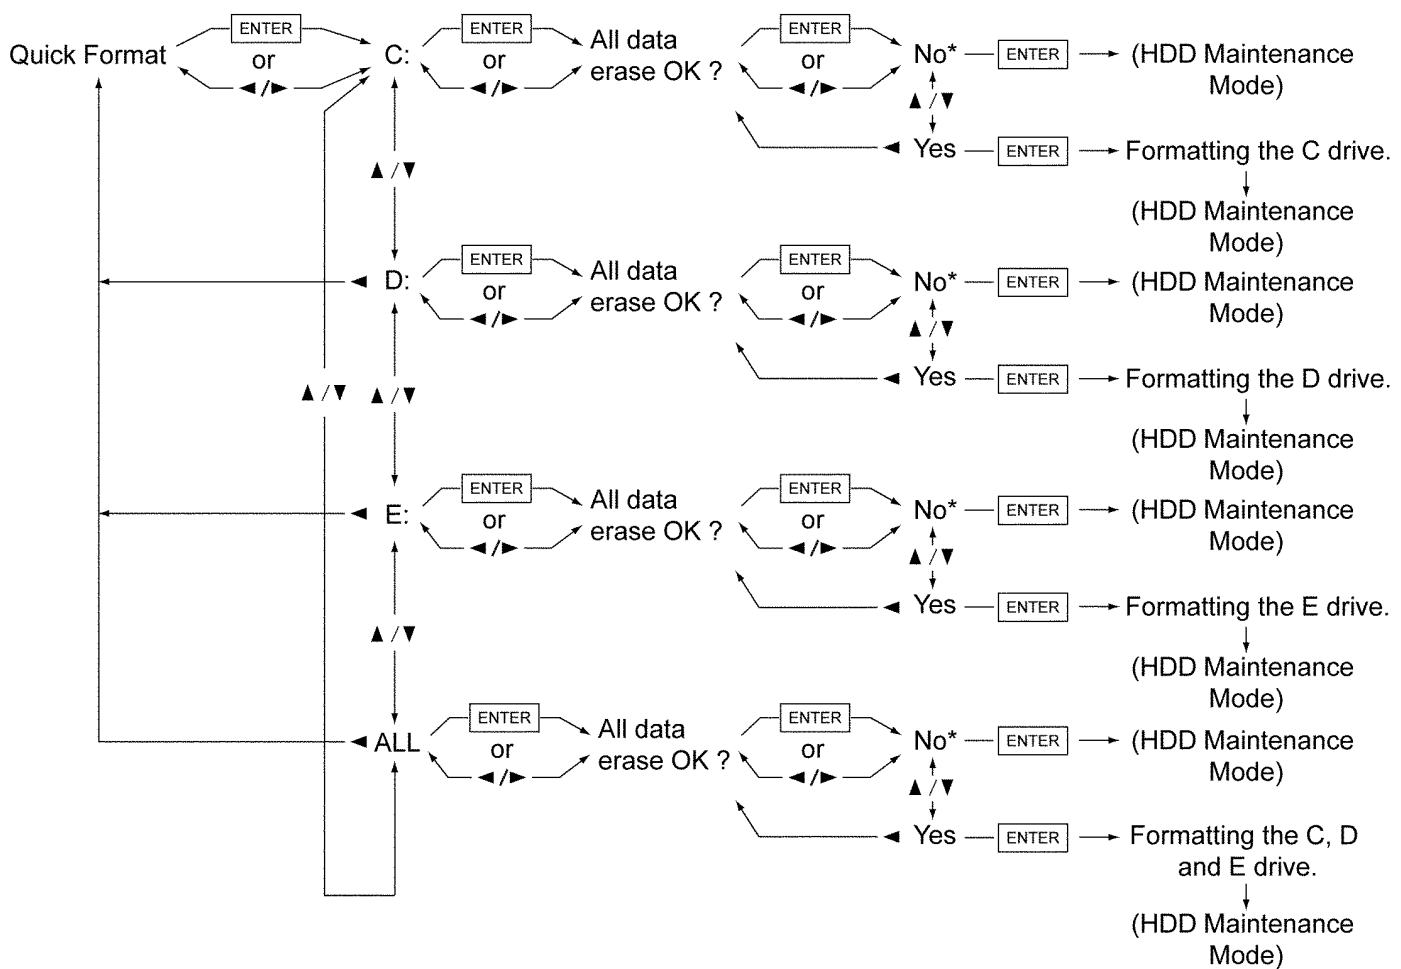 Quick Format
ENTER
or
◄/►
C:
ENTER
or
◄/►
All data
erase OK ?
ENTER
or
◄/►
No*
ENTER
(HDD Maintenance
Mode)
▲/▼
◄ Yes
ENTER
Formatting the C drive.
(HDD Maintenance
Mode)
▲/▼
◄ D:
ENTER
or
◄/►
All data
erase OK ?
ENTER
or
◄/►
No*
ENTER
(HDD Maintenance
Mode)
▲/▼
◄ Yes
ENTER
Formatting the D drive.
(HDD Maintenance
Mode)
▲/▼
▲/▼
◄ E:
ENTER
or
◄/►
All data
erase OK ?
ENTER
or
◄/►
No*
ENTER
(HDD Maintenance
Mode)
▲/▼
◄ Yes
ENTER
Formatting the E drive.
(HDD Maintenance
Mode)
▲/▼
◄ ALL
ENTER
or
◄/►
All data
erase OK ?
ENTER
or
◄/►
No*
ENTER
(HDD Maintenance
Mode)
▲/▼
◄ Yes
ENTER
Formatting the C, D
and E drive.
(HDD Maintenance
Mode)